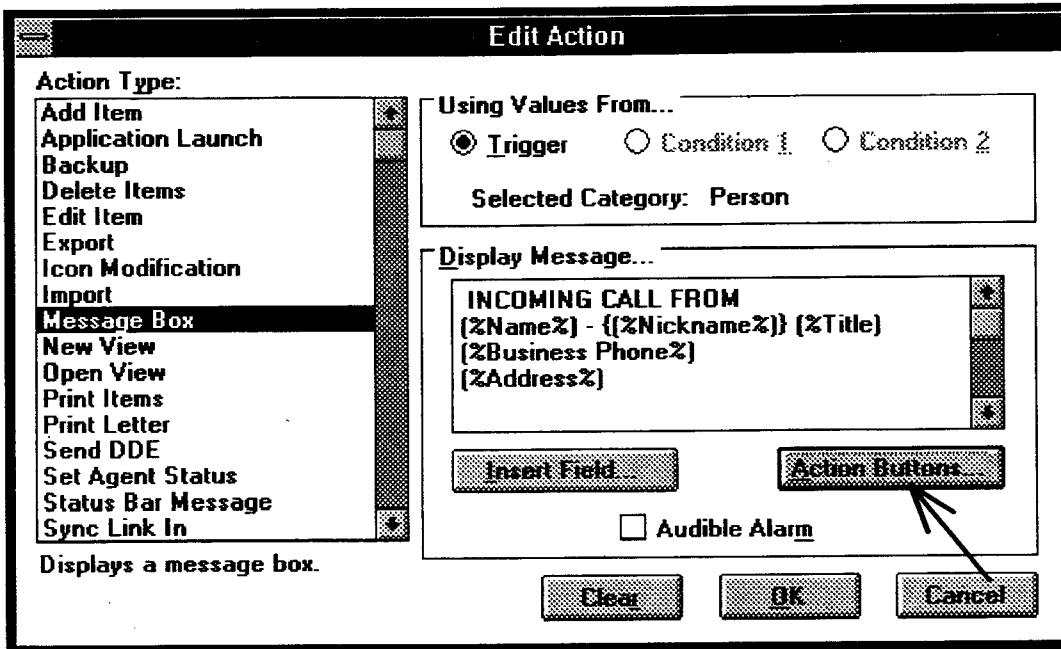 Edit Action
Action Type:
Add Item
Application Launch
Backup
Delete Items
Edit Item
Export
Icon Modification
Import
Message Box
New View
Open View
Print Items
Print Letter
Send DDE
Set Agent Status
Status Bar Message
Sync Link In
Displays a message box.
Using Values From...
Trigger Condition 1 Condition 2
Selected Category: Person
Display Message...
INCOMING CALL FROM
(%Name%) - {(%Nickname%)} (%Title)
(%Business Phone%)
(%Address%)
Insert Field... Action Buttons...
Audible Alarm
Clear OK Cancel